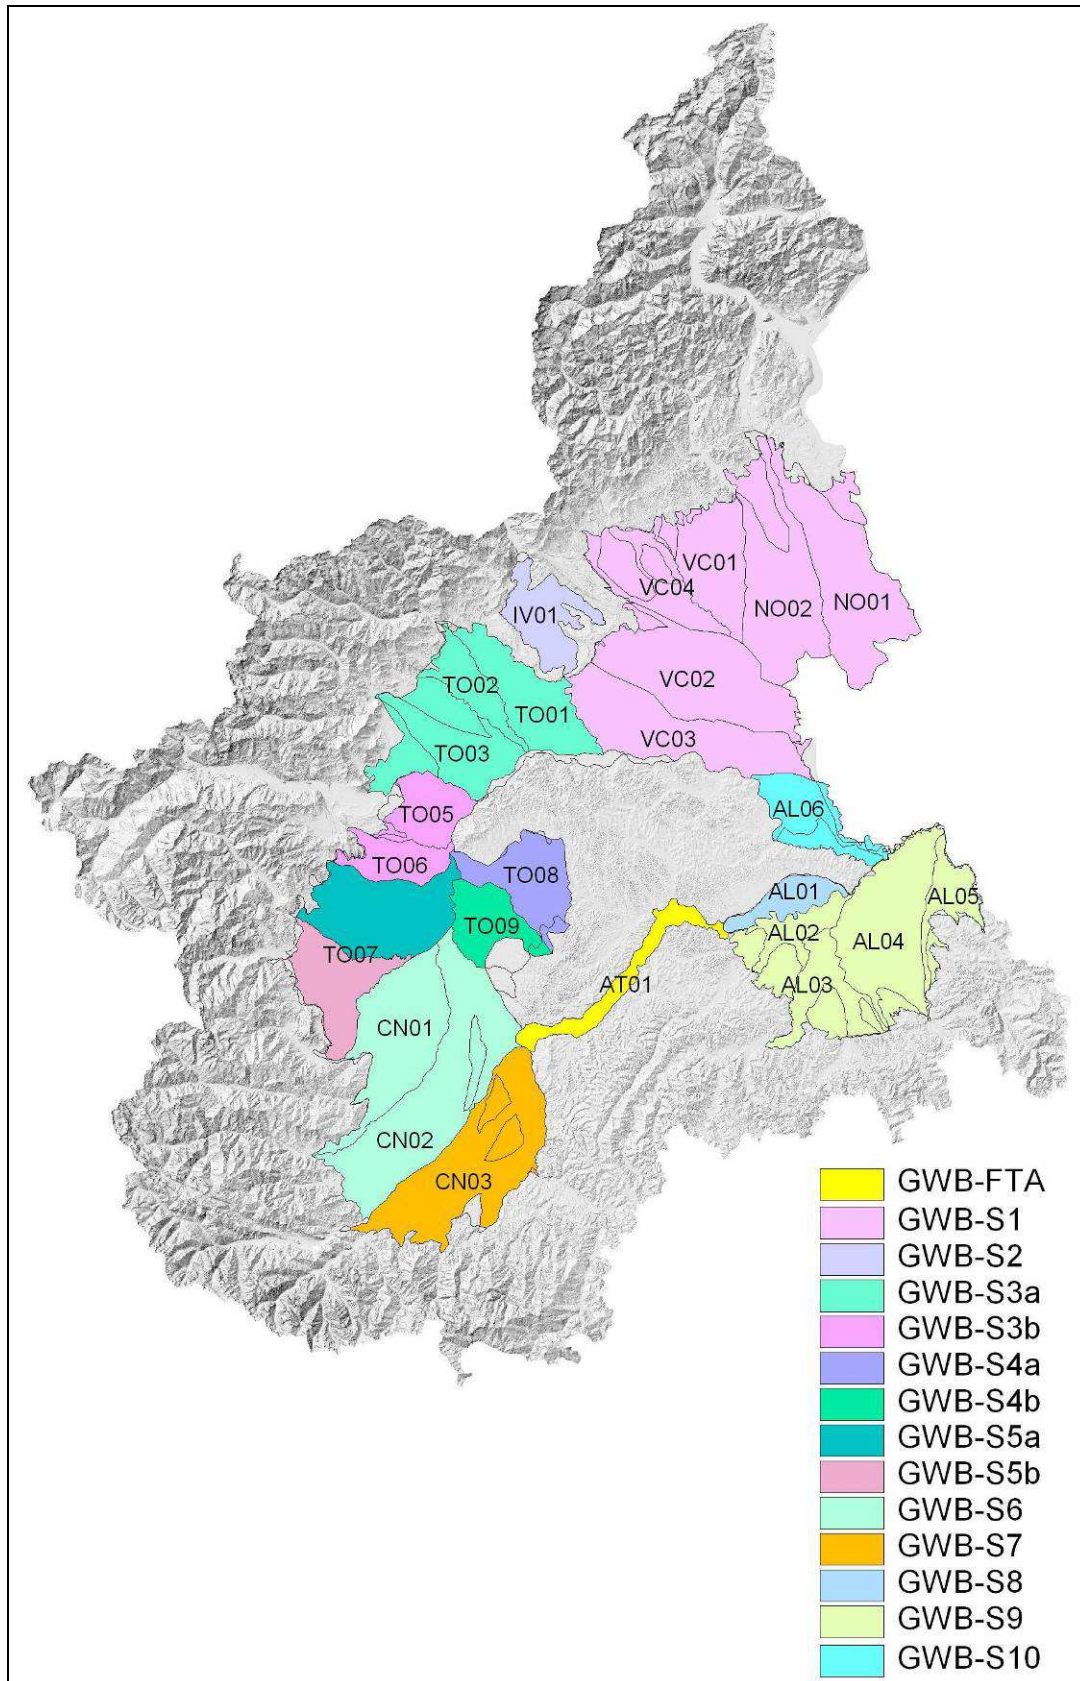 VC01
VC04
NO02
NO01
IV01
VC02
TO02
TO01
VC03
TO03
AL06
TO05
TO06
TO08
AL01
AL05
TO09
AL02
AL04
TO07
AT01
AL03
CN01
CN02
CN03
GWB-FTA
GWB-S1
GWB-S2
GWB-S3a
GWB-S3b
GWB-S4a
GWB-S4b
GWB-S5a
GWB-S5b
GWB-S6
GWB-S7
GWB-S8
GWB-S9
GWB-S10